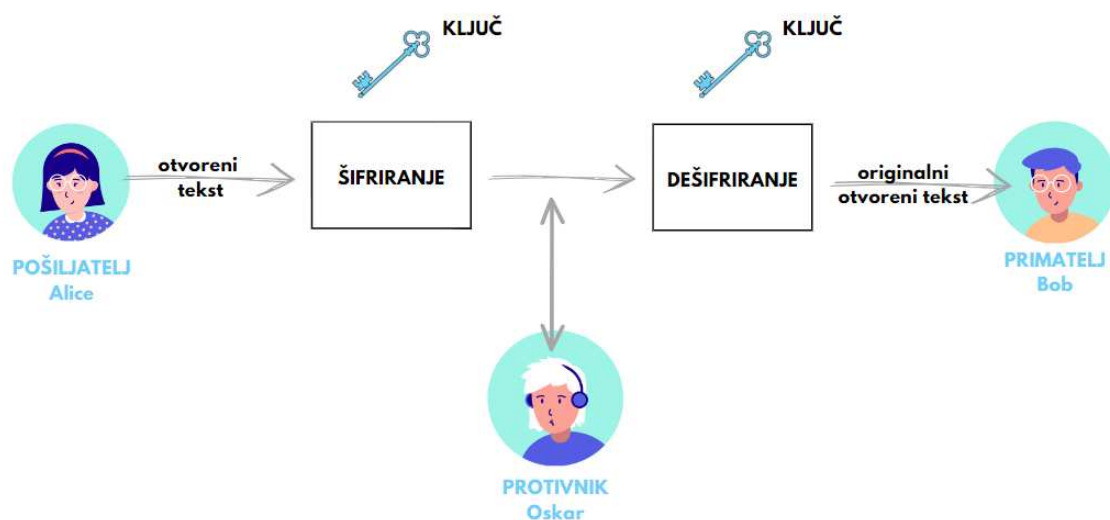 KLJUČ
KLJUČ
otvoreni
tekst
ŠIFRIRANJE
DEŠIFRIRANJE
originalni
otvoreni tekst
POŠILJATELJ
Alice
PRIMATELJ
Bob
PROTIVNIK
Oskar